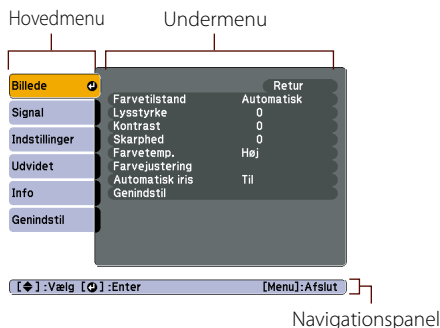 Hovedmenu
Undermenu
Billede
Signal
Indstillinger
Udvidet
Info
Genindstil
Retur
Farvetilstand Automatisk
Lysstyrke 0
Kontrast 0
Skarphed 0
Farvetemp. Høj
Farvejustering
Automatisk iris Til
Genindstil
[ ] :Vælg [ ] :Enter [Menu]:Afslut
Navigationspanel